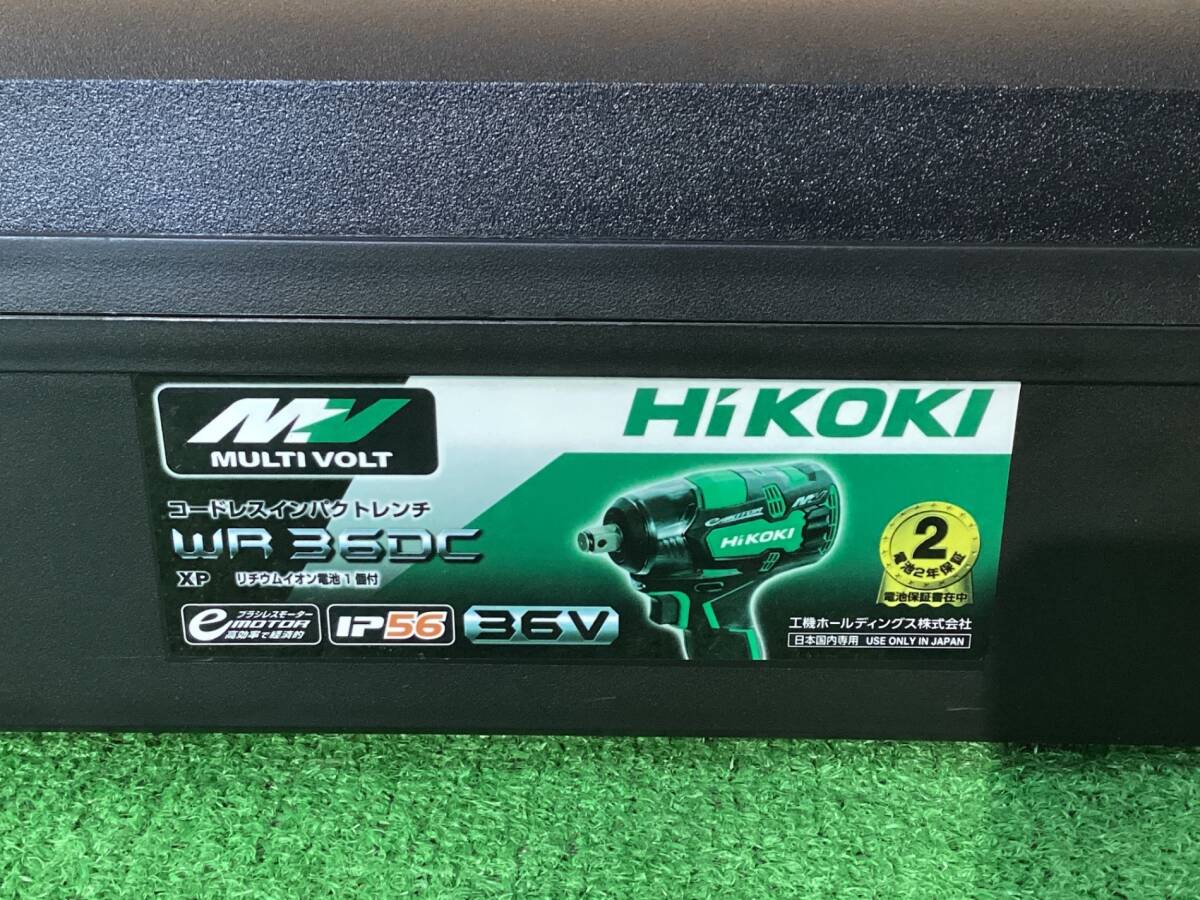 MV
MULTI VOLT
HiKOKI
コードレスインパクトレンチ
WR 36DC
XP リチウムイオン電池1個付
ブラシレスモーター
e MOTOR
高効率で経済的
IP56
36V
e MOTOR
MV
HiKOKI
2
電池2年保証
電池保証書在中
工機ホールディングス株式会社
日本国内専用 USE ONLY IN JAPAN